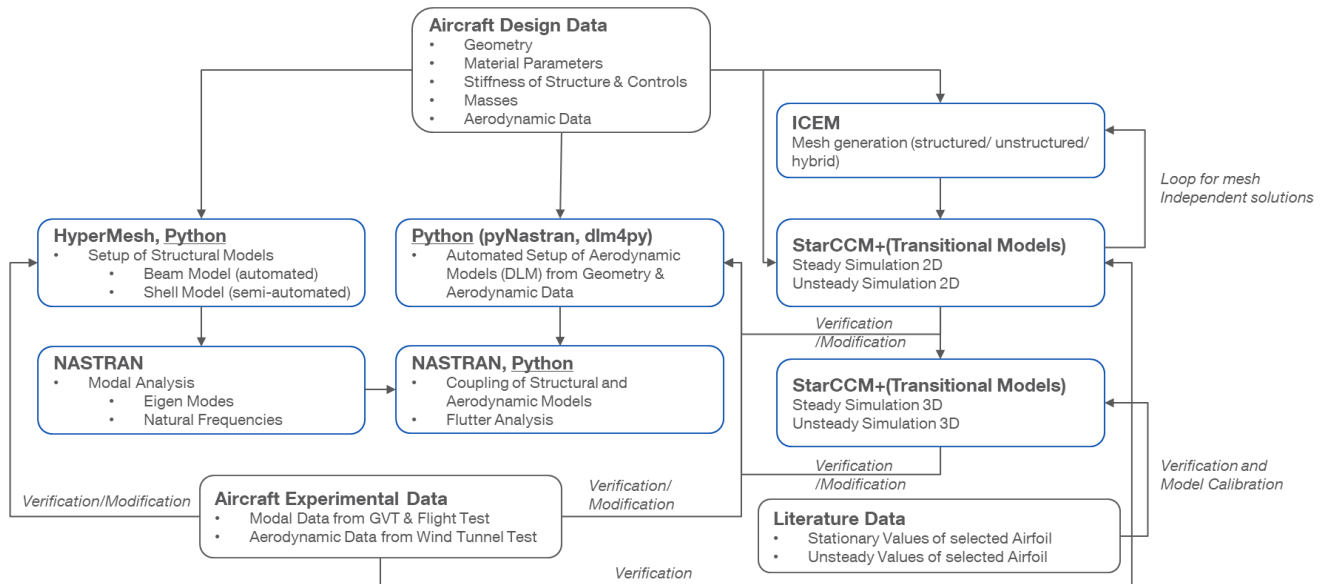 Aircraft Design Data
• Geometry
• Material Parameters
• Stiffness of Structure & Controls
• Masses
• Aerodynamic Data
ICEM
Mesh generation (structured/ unstructured/
hybrid)
Loop for mesh
Independent solutions
HyperMesh, Python
• Setup of Structural Models
• Beam Model (automated)
• Shell Model (semi-automated)
Python (pyNastran, dlm4py)
• Automated Setup of Aerodynamic
Models (DLM) from Geometry &
Aerodynamic Data
StarCCM+(Transitional Models)
Steady Simulation 2D
Unsteady Simulation 2D
Verification
/Modification
NASTRAN
• Modal Analysis
• Eigen Modes
• Natural Frequencies
NASTRAN, Python
• Coupling of Structural and
Aerodynamic Models
• Flutter Analysis
StarCCM+(Transitional Models)
Steady Simulation 3D
Unsteady Simulation 3D
Verification
/Modification
Verification and
Model Calibration
Verification/Modification
Aircraft Experimental Data
• Modal Data from GVT & Flight Test
• Aerodynamic Data from Wind Tunnel Test
Verification/
Modification
Literature Data
• Stationary Values of selected Airfoil
• Unsteady Values of selected Airfoil
Verification